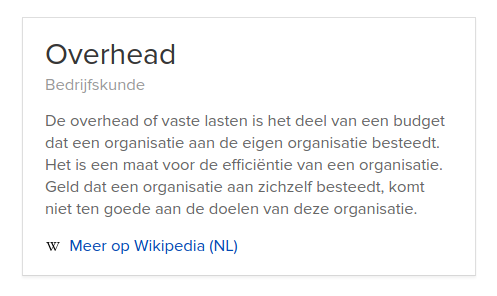 Overhead
Bedrijfskunde
De overhead of vaste lasten is het deel van een budget
dat een organisatie aan de eigen organisatie besteedt.
Het is een maat voor de efficiëntie van een organisatie.
Geld dat een organisatie aan zichzelf besteedt, komt
niet ten goede aan de doelen van deze organisatie.
W Meer op Wikipedia (NL)